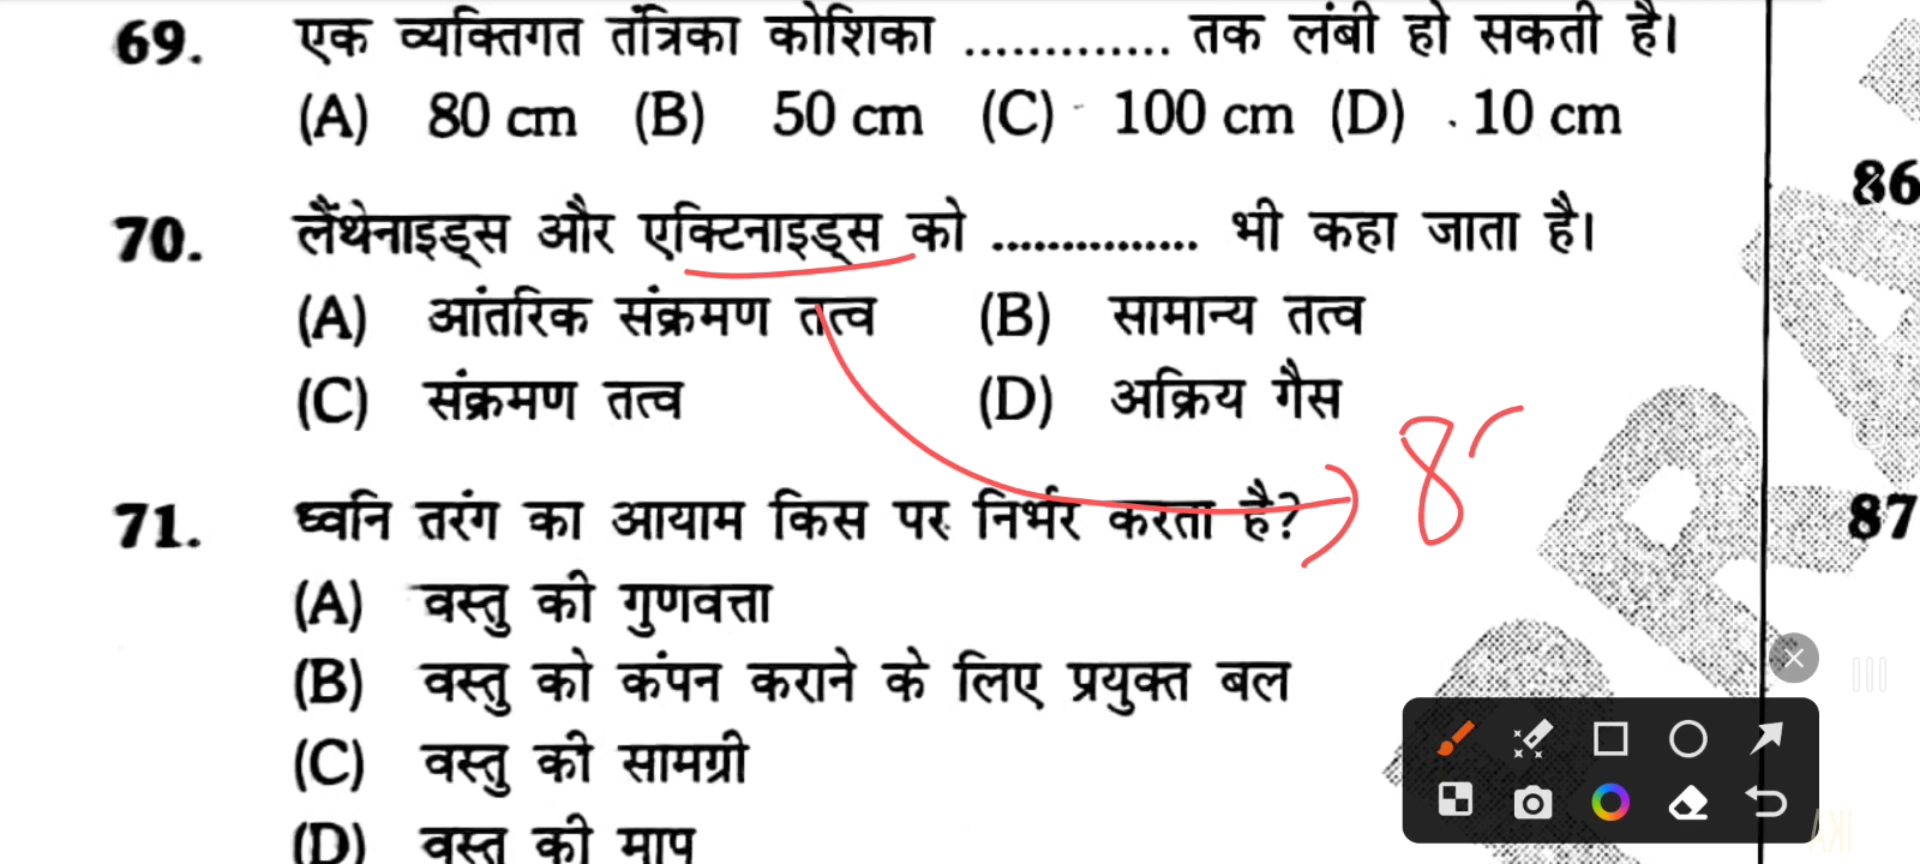 69. एक व्यक्तिगत तंत्रिका कोशिका ............. तक लंबी हो सकती है।
(A) 80 cm (B) 50 cm (C) 100 cm (D) 10 cm
86
70. लैंथेनाइड्स और एक्टिनाइड्स को ............... भी कहा जाता है।
(A) आंतरिक संक्रमण तत्व (B) सामान्य तत्व
(C) संक्रमण तत्व (D) अक्रिय गैस
8
71. ध्वनि तरंग का आयाम किस पर निर्भर करता है?
87
(A) वस्तु की गुणवत्ता
(B) वस्तु को कंपन कराने के लिए प्रयुक्त बल
(C) वस्तु की सामग्री
(D) वस्तु की माप